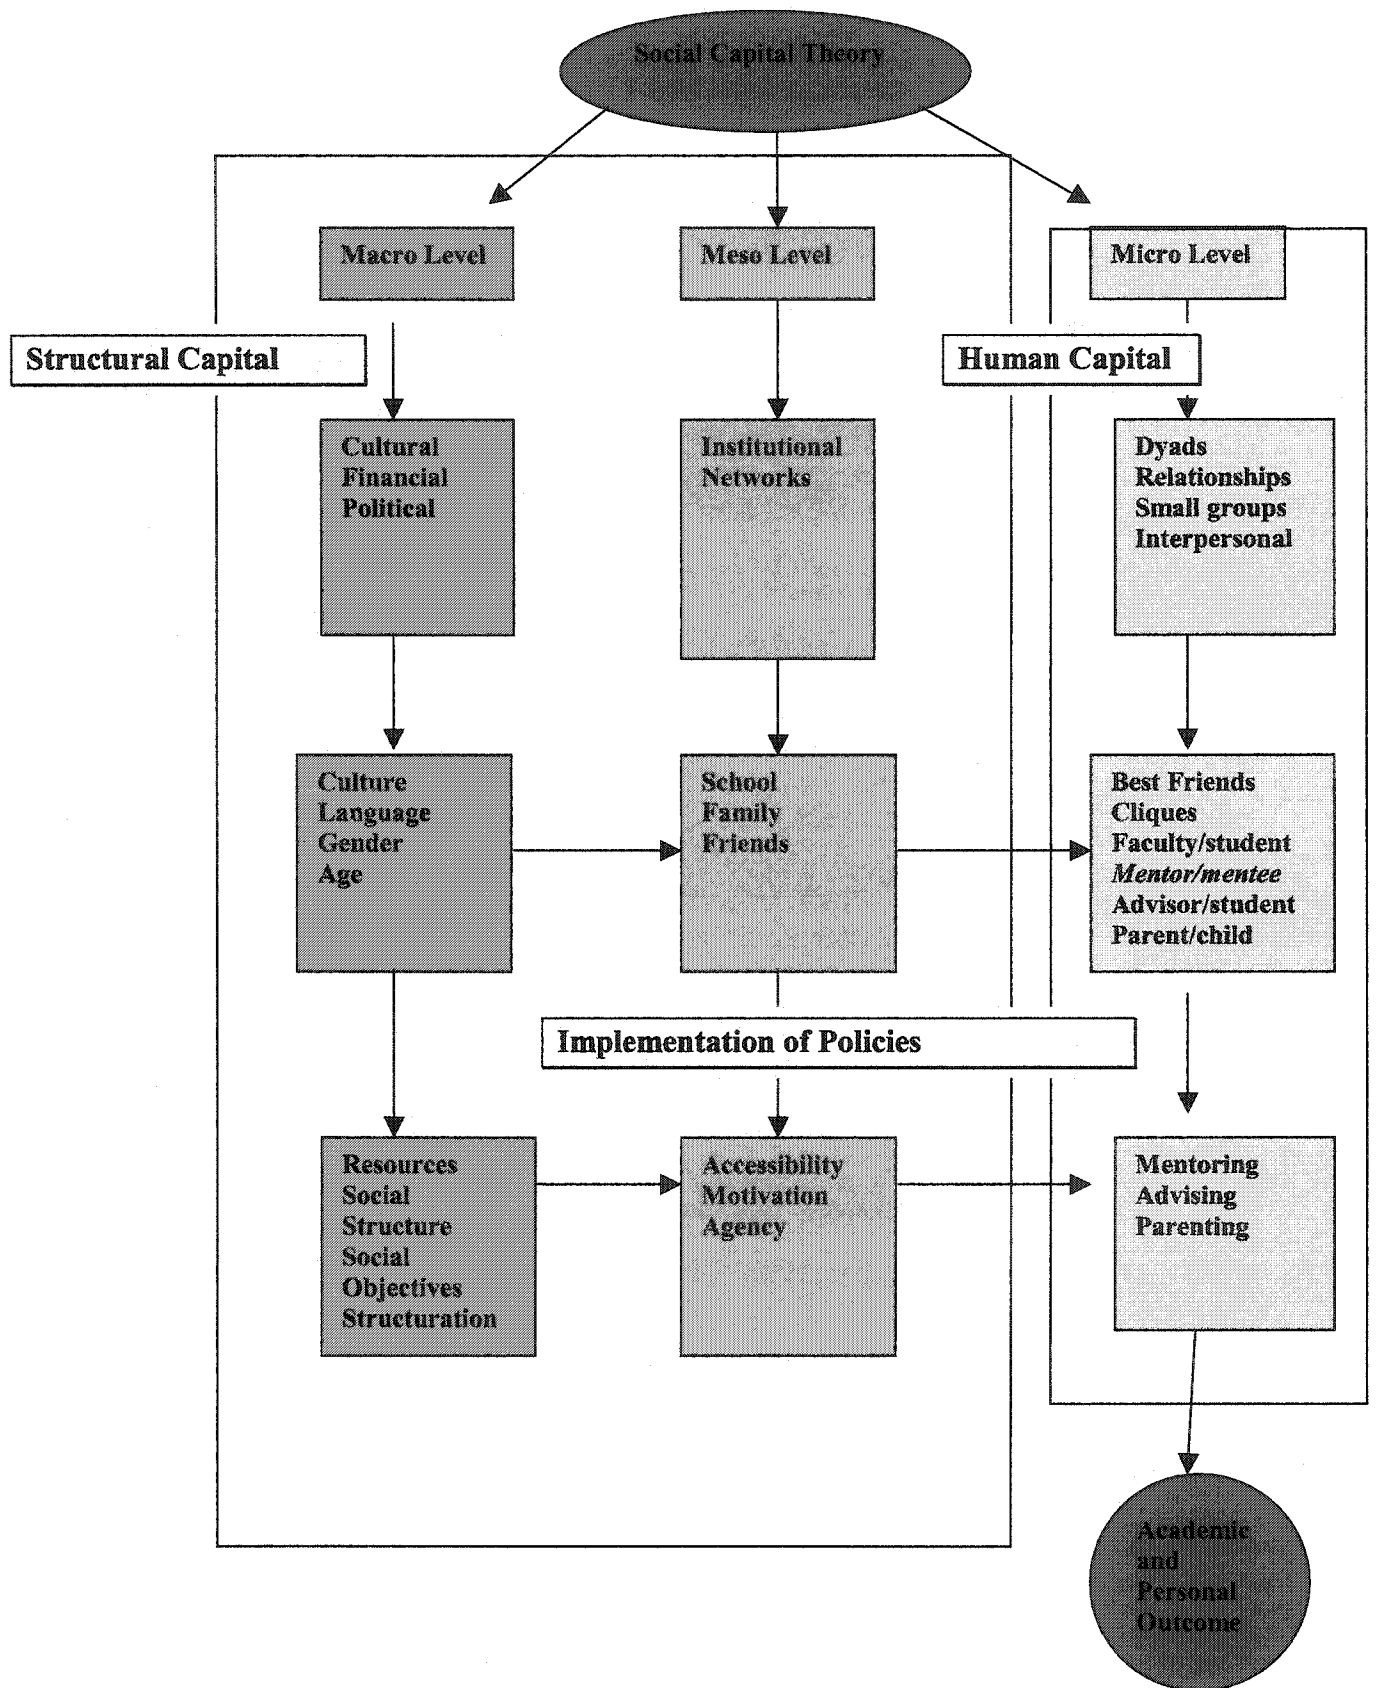 Social Capital Theory
Macro Level
Meso Level
Micro Level
Structural Capital
Human Capital
Cultural
Financial
Political
Institutional
Networks
Dyads
Relationships
Small groups
Interpersonal
Culture
Language
Gender
Age
School
Family
Friends
Best Friends
Cliques
Faculty/student
Mentor/mentee
Advisor/student
Parent/child
Implementation of Policies
Resources
Social
Structure
Social
Objectives
Structuration
Accessibility
Motivation
Agency
Mentoring
Advising
Parenting
Academic
and
Personal
Outcome